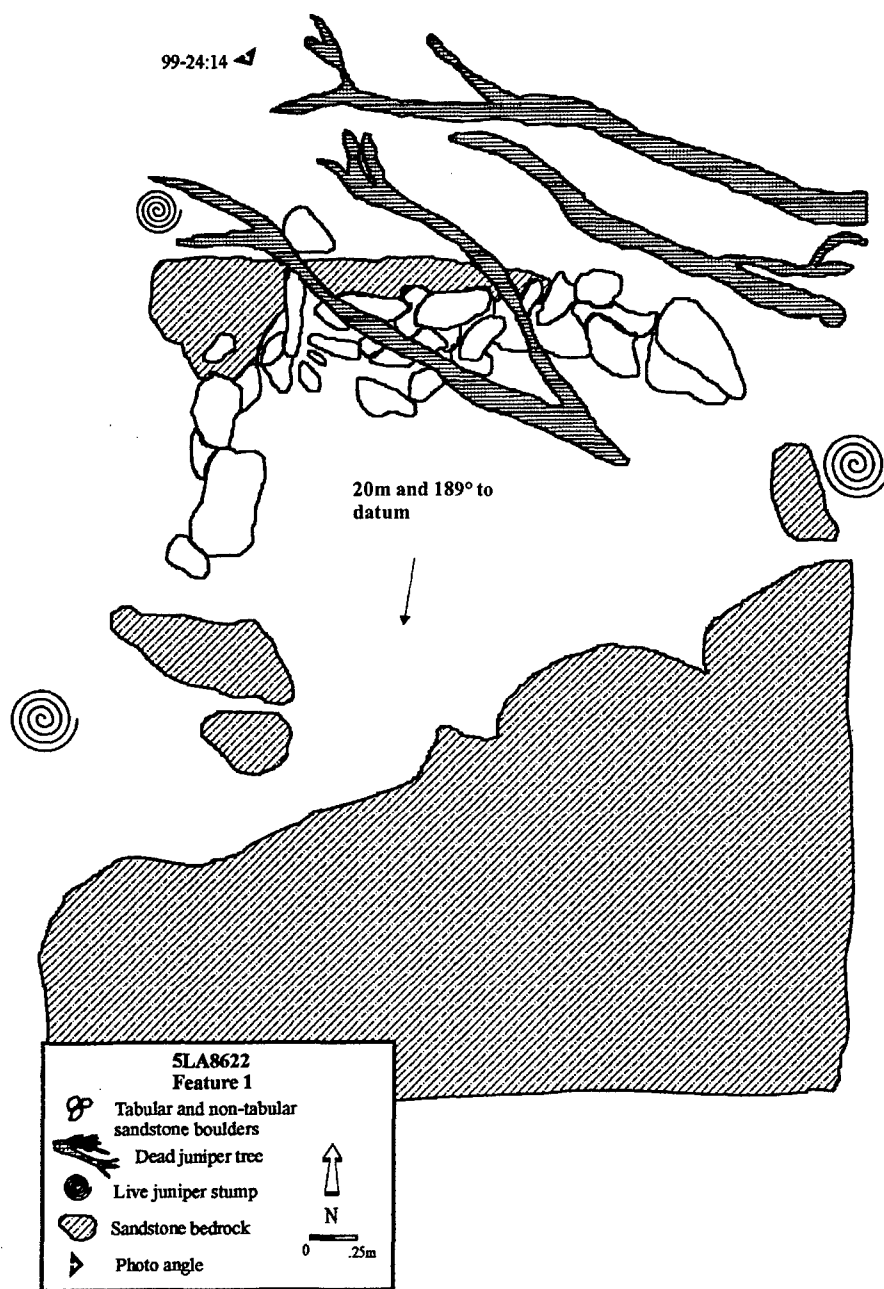 99-24:14
20m and 189° to
datum
5LA8622
Feature 1
Tabular and non-tabular
sandstone boulders
Dead juniper tree
Live juniper stump
Sandstone bedrock
Photo angle
N
0 .25m